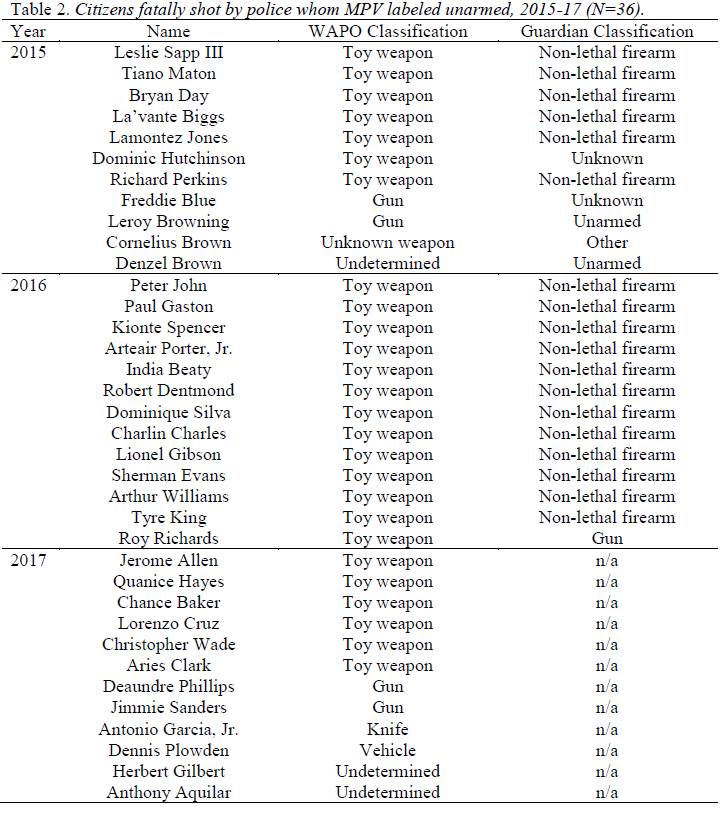 Table 2. Citizens fatally shot by police whom MPV labeled unarmed, 2015-17 (N=36).
Year Name WAPO Classification Guardian Classification
2015 Leslie Sapp III Toy weapon Non-lethal firearm
Tiano Maton Toy weapon Non-lethal firearm
Bryan Day Toy weapon Non-lethal firearm
La’vante Biggs Toy weapon Non-lethal firearm
Lamontez Jones Toy weapon Non-lethal firearm
Dominic Hutchinson Toy weapon Unknown
Richard Perkins Toy weapon Non-lethal firearm
Freddie Blue Gun Unknown
Leroy Browning Gun Unarmed
Cornelius Brown Unknown weapon Other
Denzel Brown Undetermined Unarmed
2016 Peter John Toy weapon Non-lethal firearm
Paul Gaston Toy weapon Non-lethal firearm
Kionte Spencer Toy weapon Non-lethal firearm
Arteair Porter, Jr. Toy weapon Non-lethal firearm
India Beaty Toy weapon Non-lethal firearm
Robert Dentmond Toy weapon Non-lethal firearm
Dominique Silva Toy weapon Non-lethal firearm
Charlin Charles Toy weapon Non-lethal firearm
Lionel Gibson Toy weapon Non-lethal firearm
Sherman Evans Toy weapon Non-lethal firearm
Arthur Williams Toy weapon Non-lethal firearm
Tyre King Toy weapon Non-lethal firearm
Roy Richards Toy weapon Gun
2017 Jerome Allen Toy weapon n/a
Quanice Hayes Toy weapon n/a
Chance Baker Toy weapon n/a
Lorenzo Cruz Toy weapon n/a
Christopher Wade Toy weapon n/a
Aries Clark Toy weapon n/a
Deaundre Phillips Gun n/a
Jimmie Sanders Gun n/a
Antonio Garcia, Jr. Knife n/a
Dennis Plowden Vehicle n/a
Herbert Gilbert Undetermined n/a
Anthony Aquilar Undetermined n/a